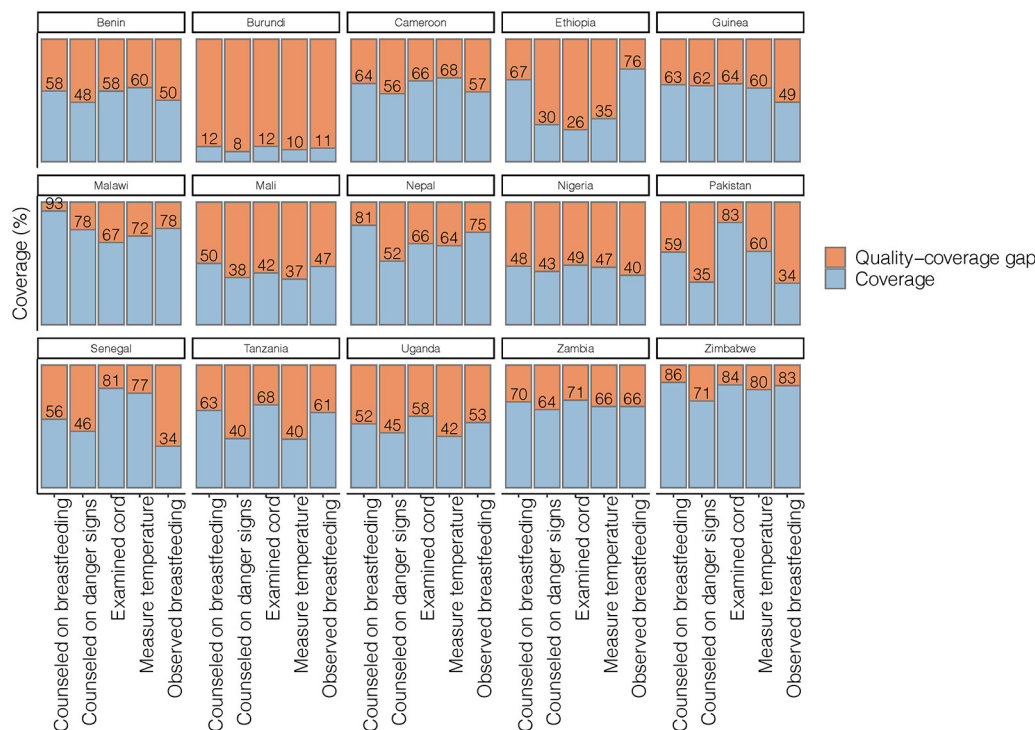 Benin Burundi Cameroon Ethiopia Guinea
58 48 58 60 50 12 8 12 10 11 64 56 66 68 57 67 30 26 35 76 63 62 64 60 49
Malawi Mali Nepal Nigeria Pakistan
93 78 67 72 78 50 38 42 37 47 81 52 66 64 75 48 43 49 47 40 59 35 83 60 34
Senegal Tanzania Uganda Zambia Zimbabwe
56 46 81 77 34 63 40 68 40 61 52 45 58 42 53 70 64 71 66 66 86 71 84 80 83
Coverage (%)
Counseled on breastfeeding
Counseled on danger signs
Examined cord
Measure temperature
Observed breastfeeding
Counseled on breastfeeding
Counseled on danger signs
Examined cord
Measure temperature
Observed breastfeeding
Counseled on breastfeeding
Counseled on danger signs
Examined cord
Measure temperature
Observed breastfeeding
Counseled on breastfeeding
Counseled on danger signs
Examined cord
Measure temperature
Observed breastfeeding
Counseled on breastfeeding
Counseled on danger signs
Examined cord
Measure temperature
Observed breastfeeding
Quality–coverage gap
Coverage